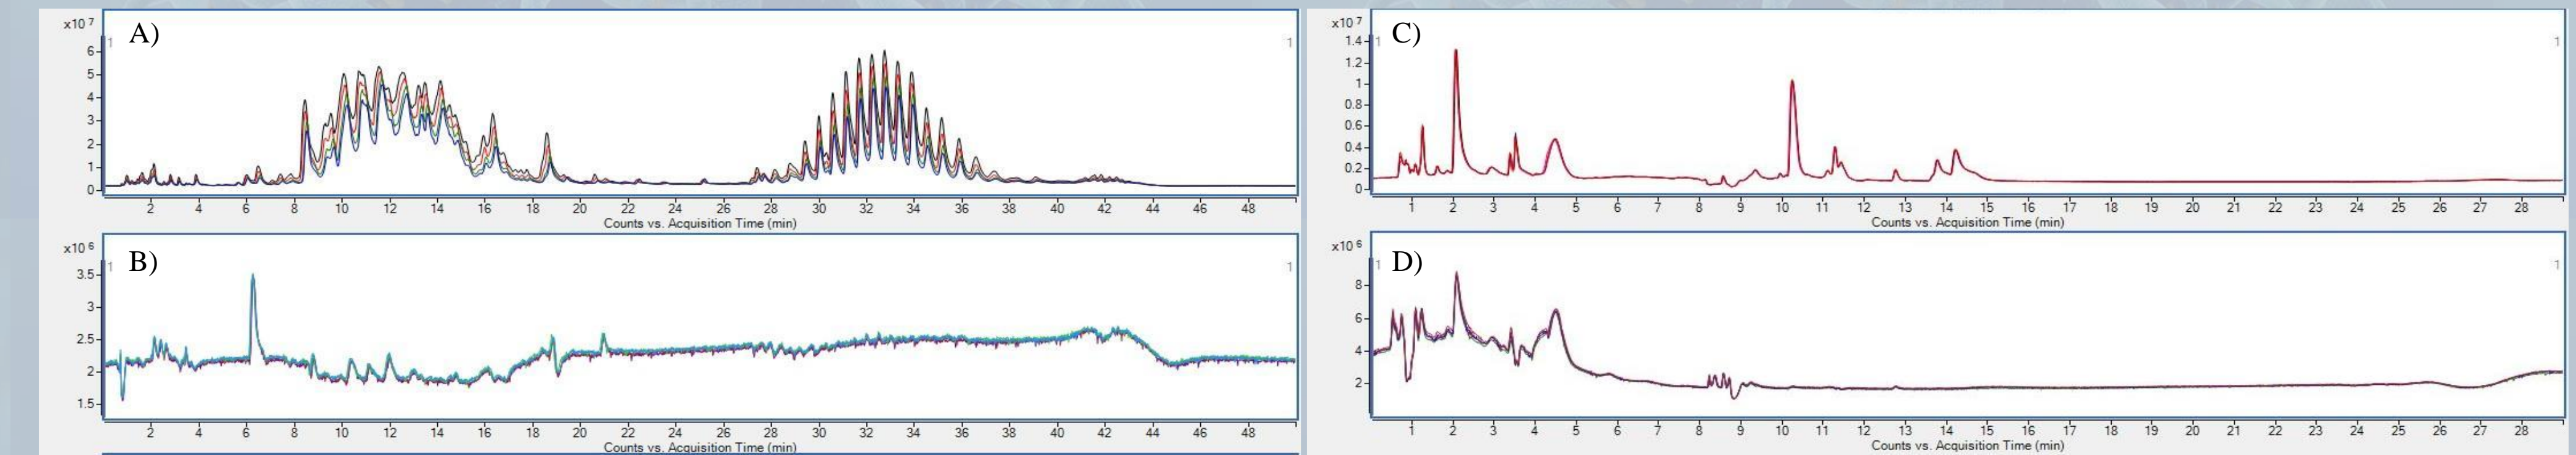 A)
x10 7
1
1
6
5
4
3
2
1
0
2 4 6 8 10 12 14 16 18 20 22 24 26 28 30 32 34 36 38 40 42 44 46 48
Counts vs. Acquisition Time (min)
B)
x10 6
1
1
3.5
3
2.5
2
1.5
2 4 6 8 10 12 14 16 18 20 22 24 26 28 30 32 34 36 38 40 42 44 46 48
Counts vs. Acquisition Time (min)
C)
x10 7
1
1
1.4
1.2
1
0.8
0.6
0.4
0.2
0
1 2 3 4 5 6 7 8 9 10 11 12 13 14 15 16 17 18 19 20 21 22 23 24 25 26 27 28
Counts vs. Acquisition Time (min)
D)
x10 6
1
1
8
6
4
2
1 2 3 4 5 6 7 8 9 10 11 12 13 14 15 16 17 18 19 20 21 22 23 24 25 26 27 28
Counts vs. Acquisition Time (min)